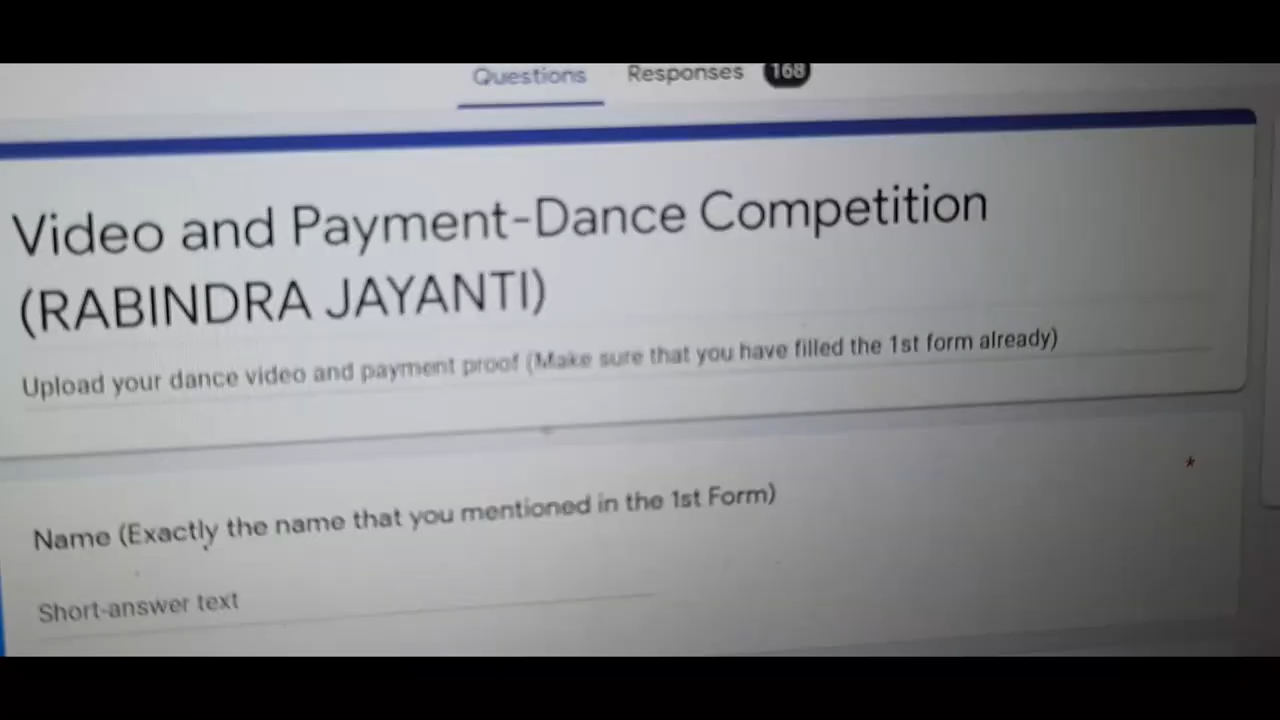 Questions Responses 168
Video and Payment-Dance Competition
(RABINDRA JAYANTI)
Upload your dance video and payment proof (Make sure that you have filled the 1st form already)
*
Name (Exactly the name that you mentioned in the 1st Form)
Short-answer text